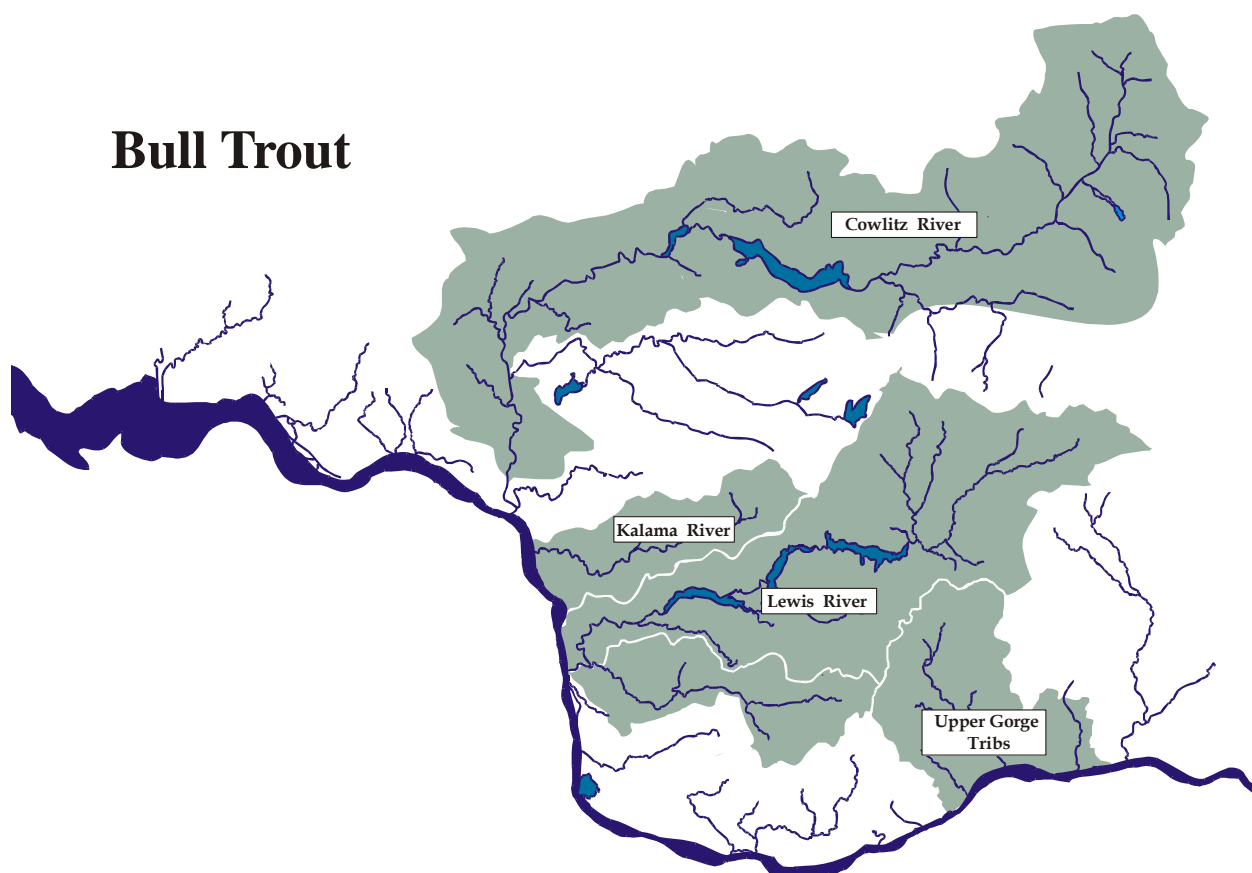 Bull Trout
Cowlitz River
Kalama River
Lewis River
Upper Gorge
Tribs